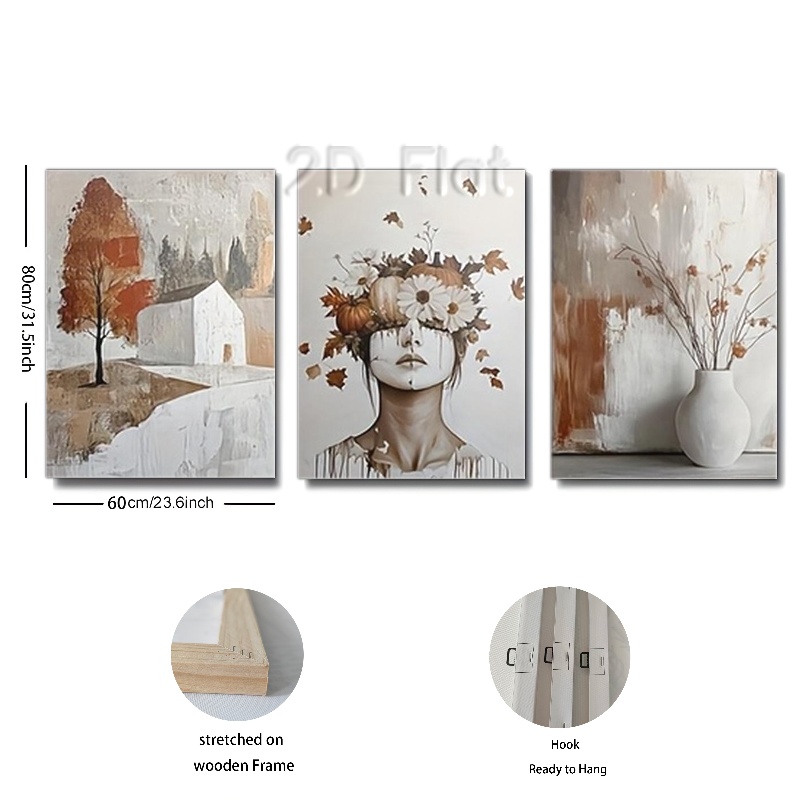 2D Flat
80cm/31.5inch
60cm/23.6inch
stretched on
wooden Frame
Hook
Ready to Hang